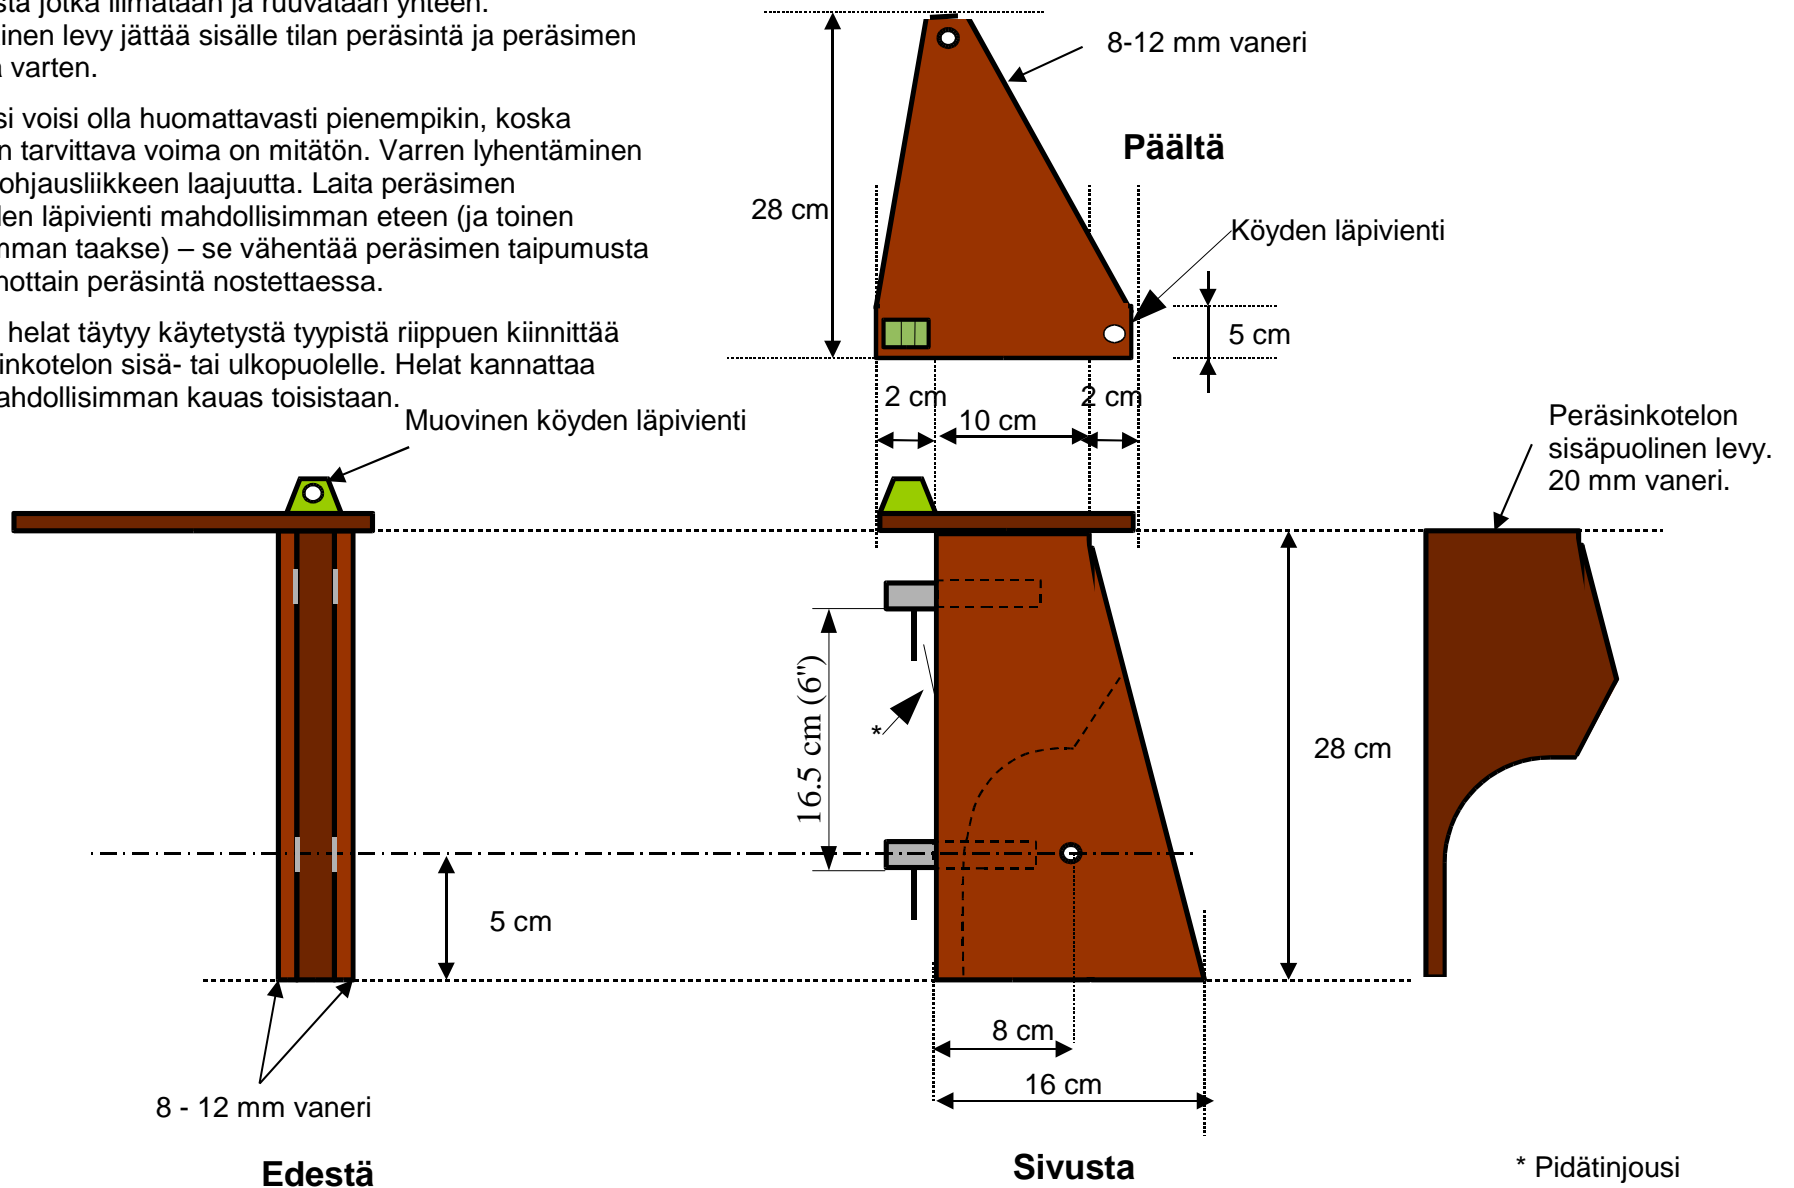 sta jotka liimataan ja ruuvataan yhteen.
inen levy jättää sisälle tilan peräsintä ja peräsimen
varten.
si voisi olla huomattavasti pienempikin, koska
n tarvittava voima on mitätön. Varren lyhentäminen
ohjausliikkeen laajuutta. Laita peräsimen
den läpivienti mahdollisimman eteen (ja toinen
mman taakse) – se vähentää peräsimen taipumusta
nottain peräsintä nostettaessa.
helat täytyy käytetystä tyypistä riippuen kiinnittää
inkotelon sisä- tai ulkopuolelle. Helat kannattaa
ahdollisimman kauas toisistaan.
8-12 mm vaneri
Päältä
28 cm
Köyden läpivienti
5 cm
2 cm
10 cm
2 cm
Muovinen köyden läpivienti
Peräsinkotelon
sisäpuolinen levy.
20 mm vaneri.
16.5 cm (6")
*
28 cm
5 cm
8 cm
16 cm
8 - 12 mm vaneri
Edestä
Sivusta
* Pidätinjousi